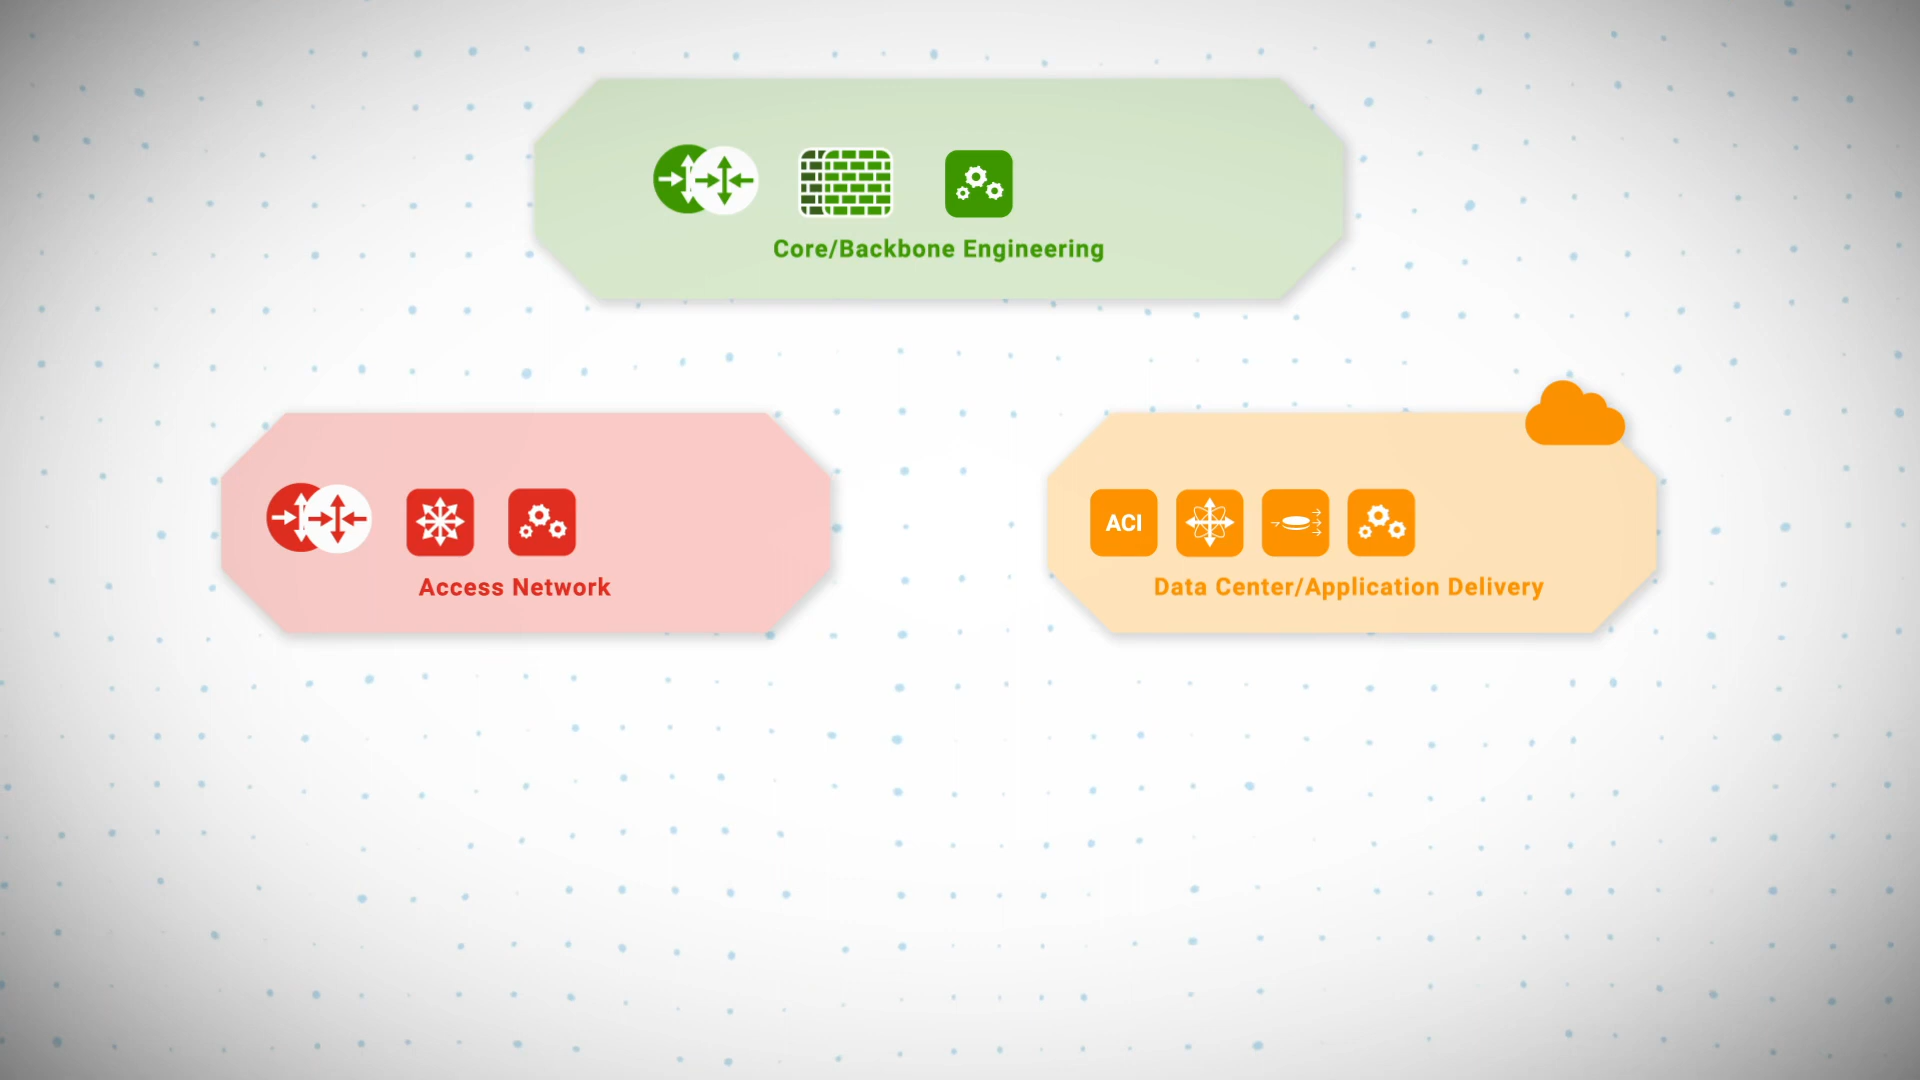 Core/Backbone Engineering
ACI
Access Network
Data Center/Application Delivery